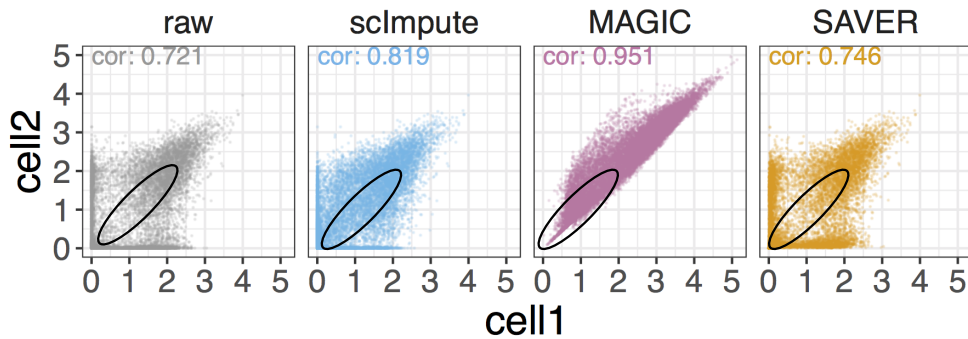 raw scImpute MAGIC SAVER
cor: 0.721 cor: 0.819 cor: 0.951 cor: 0.746
5
4
3
2
1
0
cell2
0 1 2 3 4 5 0 1 2 3 4 5 0 1 2 3 4 5 0 1 2 3 4 5
cell1